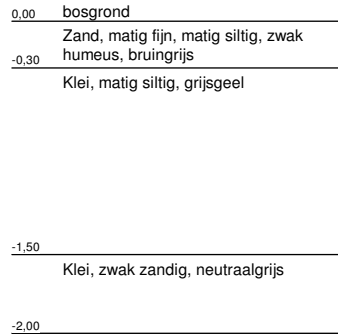 0,00 bosgrond
Zand, matig fijn, matig siltig, zwak
-0,30 humeus, bruingrijs
Klei, matig siltig, grijsgeel
-1,50
Klei, zwak zandig, neutraalgrijs
-2,00